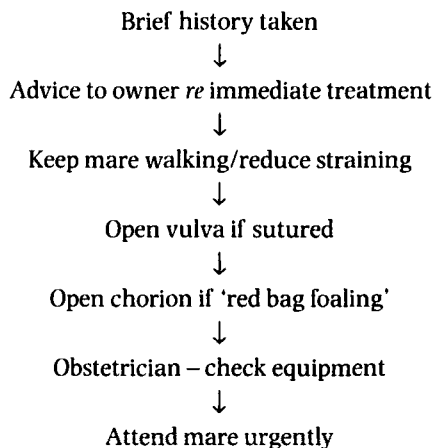 Brief history taken
↓
Advice to owner re immediate treatment
↓
Keep mare walking/reduce straining
↓
Open vulva if sutured
↓
Open chorion if ‘red bag foaling’
↓
Obstetrician – check equipment
↓
Attend mare urgently